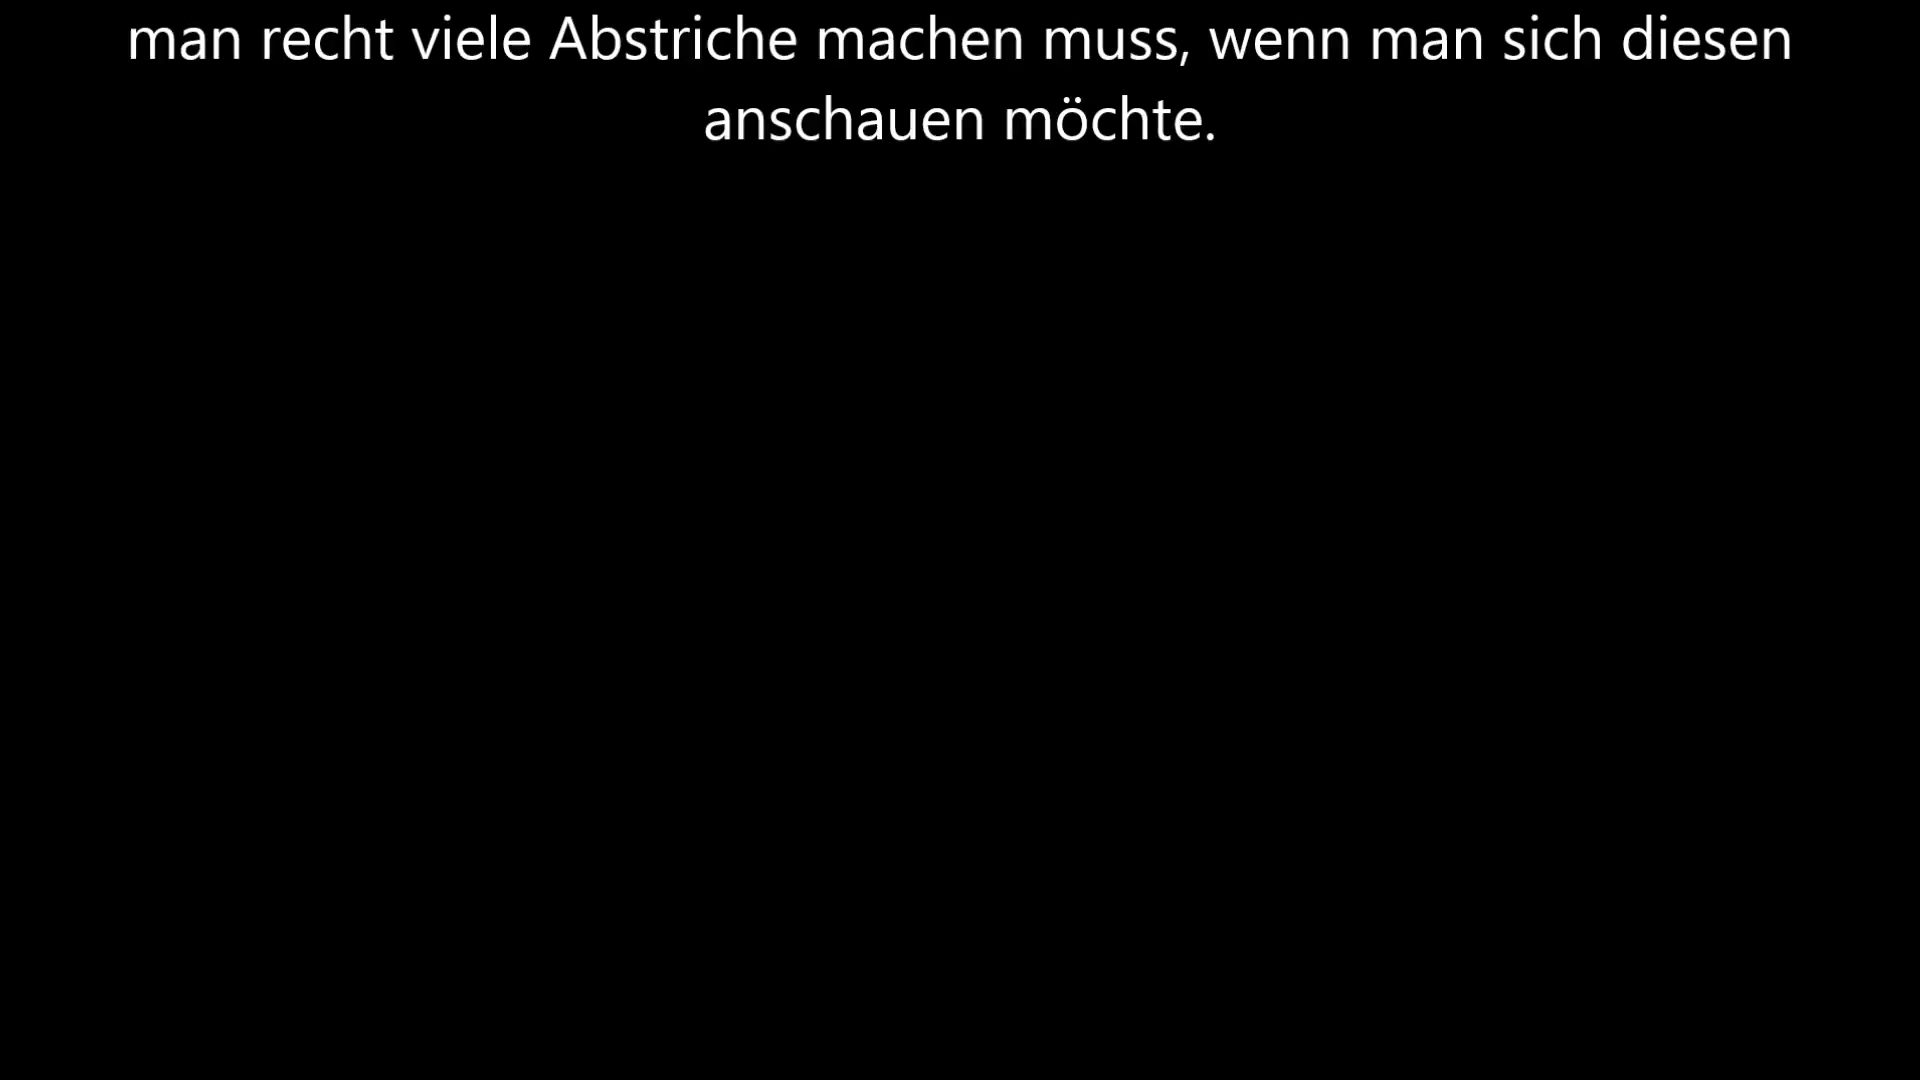 man recht viele Abstriche machen muss, wenn man sich diesen
anschauen möchte.